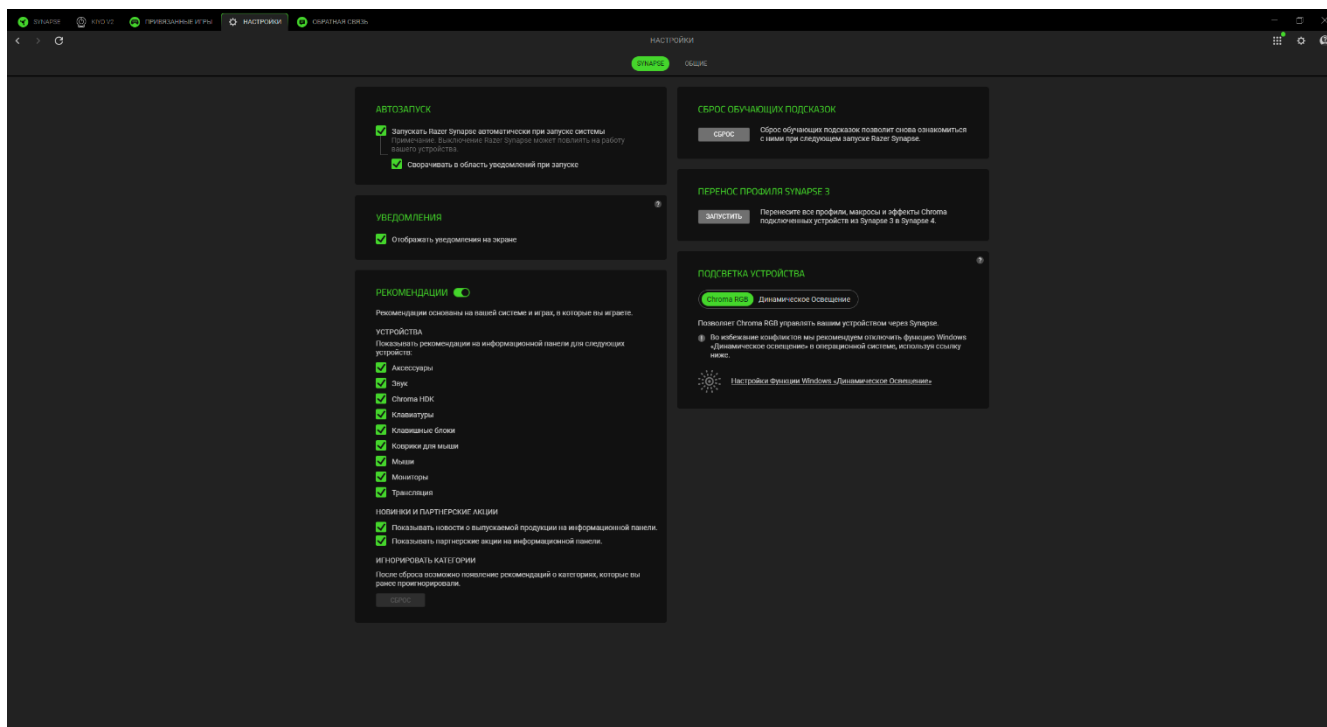 SYNAPSE
KIYO V2
ПРИВЯЗАННЫЕ ИГРЫ
НАСТРОЙКИ
ОБРАТНАЯ СВЯЗЬ
НАСТРОЙКИ
SYNAPSE
ОБЩИЕ
АВТОЗАПУСК
Запускать Razer Synapse автоматически при запуске системы
Примечание. Выключение Razer Synapse может повлиять на работу
вашего устройства.
Сворачивать в область уведомлений при запуске
УВЕДОМЛЕНИЯ
Отображать уведомления на экране
РЕКОМЕНДАЦИИ
Рекомендации основаны на вашей системе и играх, в которые вы играете.
УСТРОЙСТВА
Показывать рекомендации на информационной панели для следующих
устройств:
Аксессуары
Звук
Chroma HDK
Клавиатуры
Клавишные блоки
Коврики для мыши
Мыши
Мониторы
Трансляция
НОВИНКИ И ПАРТНЕРСКИЕ АКЦИИ
Показывать новости о выпускаемой продукции на информационной панели.
Показывать партнерские акции на информационной панели.
ИГНОРИРОВАТЬ КАТЕГОРИИ
После сброса возможно появление рекомендаций о категориях, которые вы
ранее проигнорировали.
СБРОС
СБРОС ОБУЧАЮЩИХ ПОДСКАЗОК
СБРОС
Сброс обучающих подсказок позволит снова ознакомиться
с ними при следующем запуске Razer Synapse.
ПЕРЕНОС ПРОФИЛЯ SYNAPSE 3
ЗАПУСТИТЬ
Перенесите все профили, макросы и эффекты Chroma
подключенных устройств из Synapse 3 в Synapse 4.
ПОДСВЕТКА УСТРОЙСТВА
Chroma RGB
Динамическое Освещение
Позволяет Chroma RGB управлять вашим устройством через Synapse.
Во избежание конфликтов мы рекомендуем отключить функцию Windows
«Динамическое освещение» в операционной системе, используя ссылку
ниже.
Настройки Функции Windows «Динамическое Освещение»